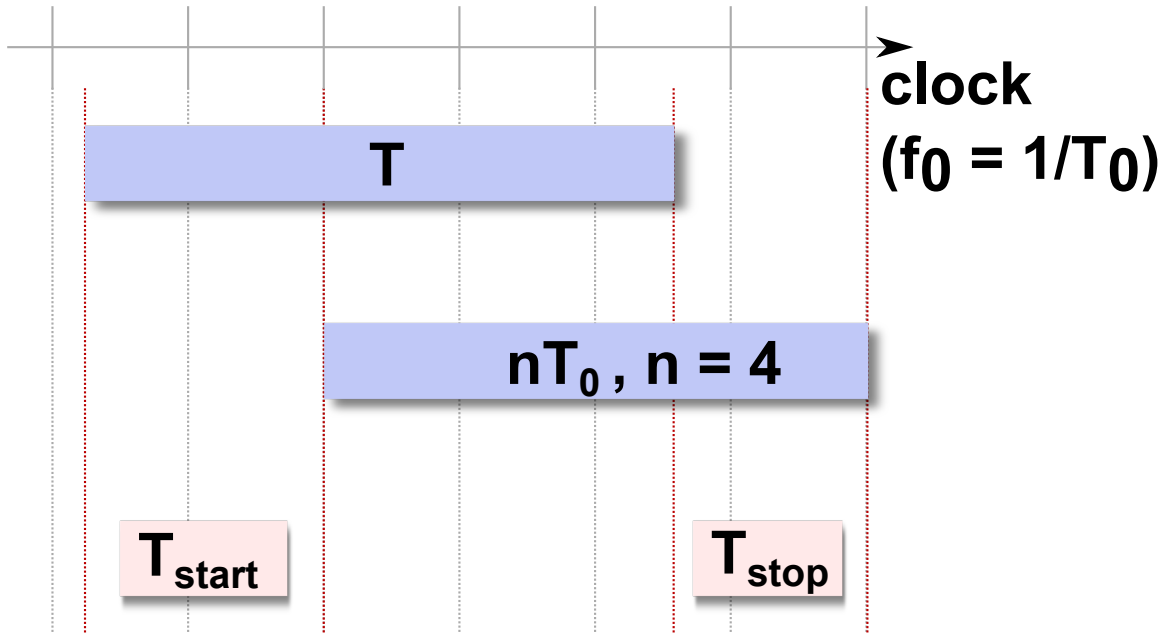 clock
(f0 = 1/T0)
T
nT0 , n = 4
Tstart
Tstop